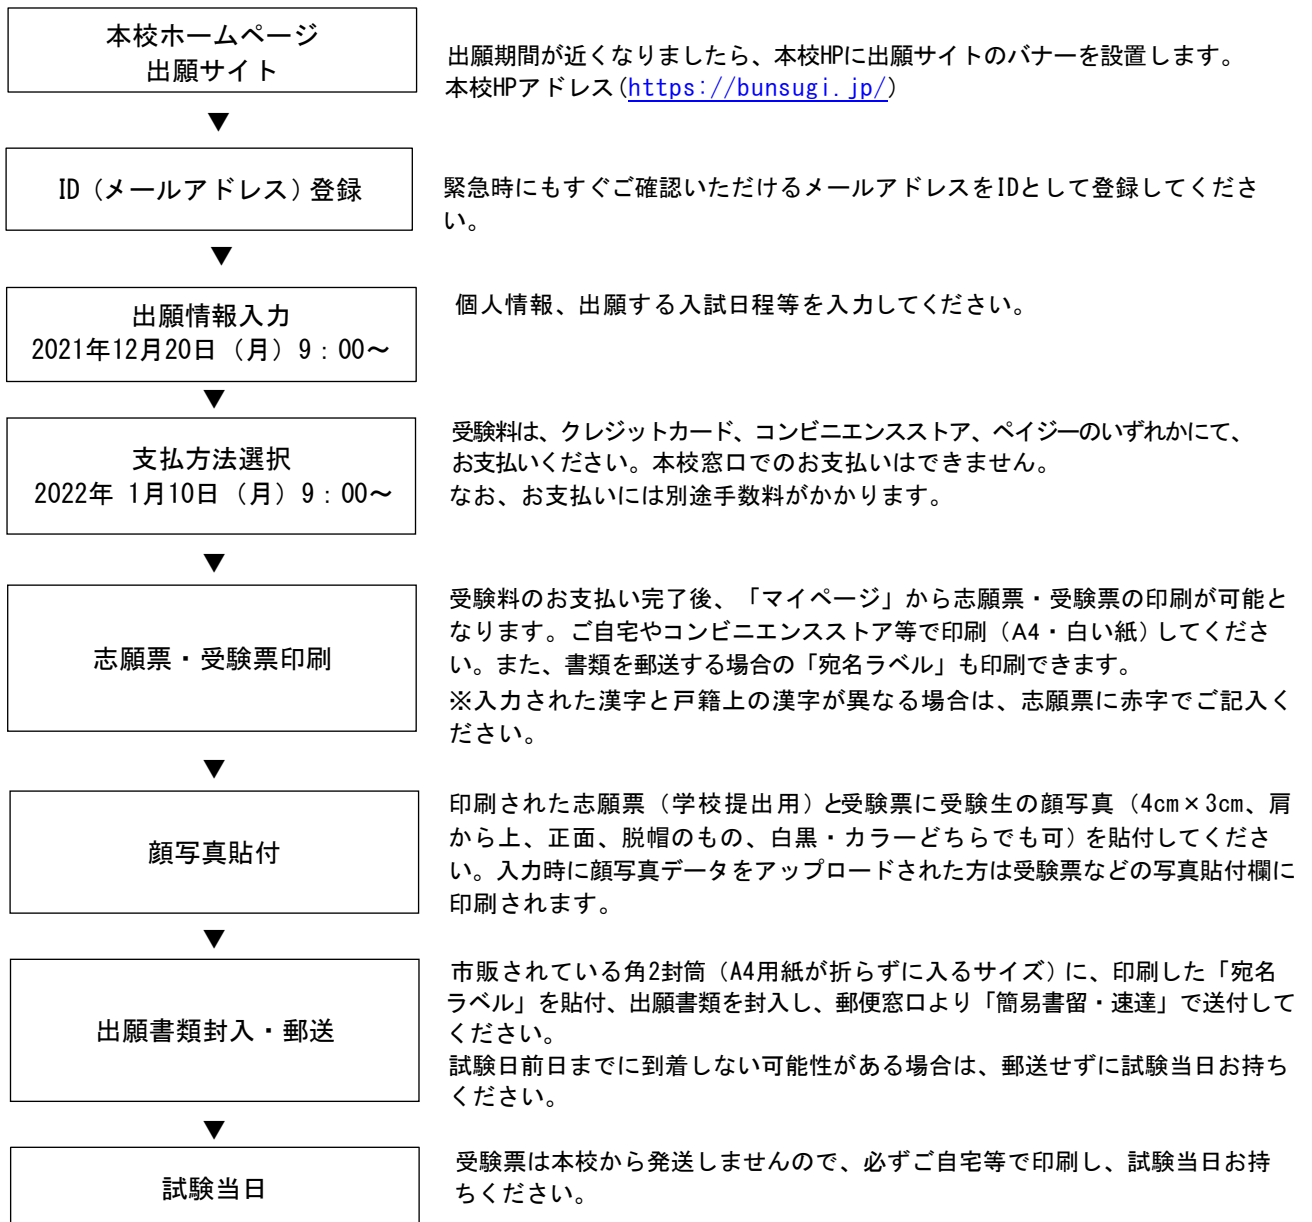 本校ホームページ
出願サイト
出願期間が近くなりましたら、本校HPに出願サイトのバナーを設置します。
本校HPアドレス(https://bunsugi.jp/)
▼
ID（メールアドレス）登録
緊急時にもすぐご確認いただけるメールアドレスをIDとして登録してくださ
い。
▼
出願情報入力
2021年12月20日（月）9：00～
個人情報、出願する入試日程等を入力してください。
▼
支払方法選択
2022年 1月10日（月）9：00～
受験料は、クレジットカード、コンビニエンスストア、ペイジーのいずれかにて、
お支払いください。本校窓口でのお支払いはできません。
なお、お支払いには別途手数料がかかります。
▼
志願票・受験票印刷
受験料のお支払い完了後、「マイページ」から志願票・受験票の印刷が可能と
なります。ご自宅やコンビニエンスストア等で印刷（A4・白い紙）してくださ
い。また、書類を郵送する場合の「宛名ラベル」も印刷できます。
※入力された漢字と戸籍上の漢字が異なる場合は、志願票に赤字でご記入く
ださい。
▼
顔写真貼付
印刷された志願票（学校提出用）と受験票に受験生の顔写真（4cm×3cm、肩
から上、正面、脱帽のもの、白黒・カラーどちらでも可）を貼付してくださ
い。入力時に顔写真データをアップロードされた方は受験票などの写真貼付欄に
印刷されます。
▼
出願書類封入・郵送
市販されている角2封筒（A4用紙が折らずに入るサイズ）に、印刷した「宛名
ラベル」を貼付、出願書類を封入し、郵便窓口より「簡易書留・速達」で送付して
ください。
試験日前日までに到着しない可能性がある場合は、郵送せずに試験当日お持ち
ください。
▼
試験当日
受験票は本校から発送しませんので、必ずご自宅等で印刷し、試験当日お持
ちください。